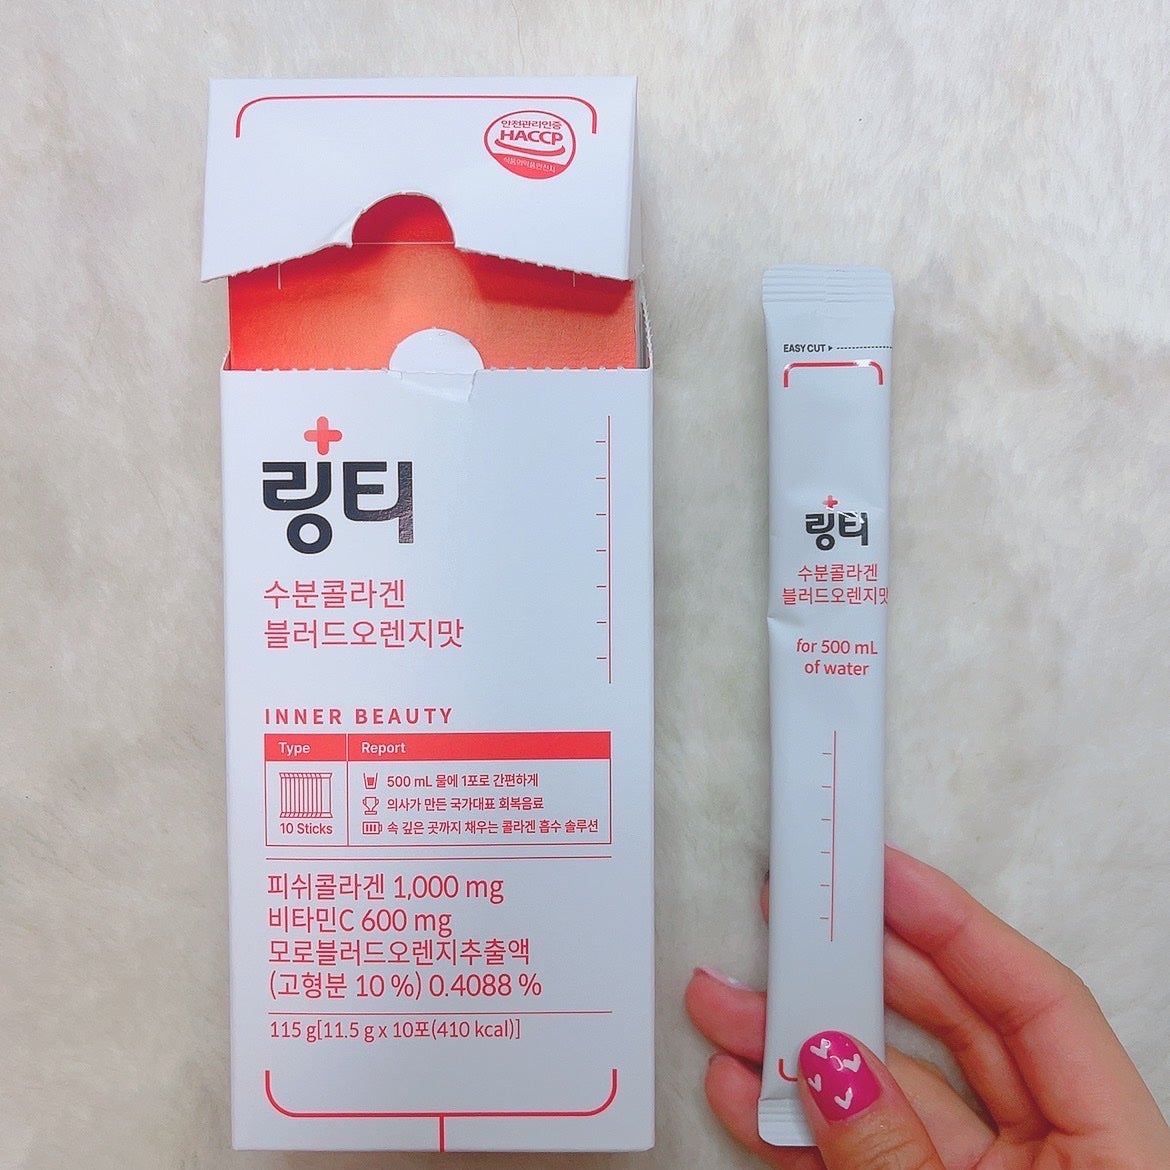 안전관리인증
HACCP
식품의약품안전처
링티
수분콜라겐
블러드오렌지맛
INNER BEAUTY
Type
Report
10 Sticks
500 mL 물에 1포로 간편하게
의사가 만든 국가대표 회복음료
속 깊은 곳까지 채우는 콜라겐 흡수 솔루션
피쉬콜라겐 1,000 mg
비타민C 600 mg
모로블러드오렌지추출액
(고형분 10 %) 0.4088 %
115 g[11.5 g x 10포(410 kcal)]
EASY CUT
링티
수분콜라겐
블러드오렌지맛
for 500 mL
of water